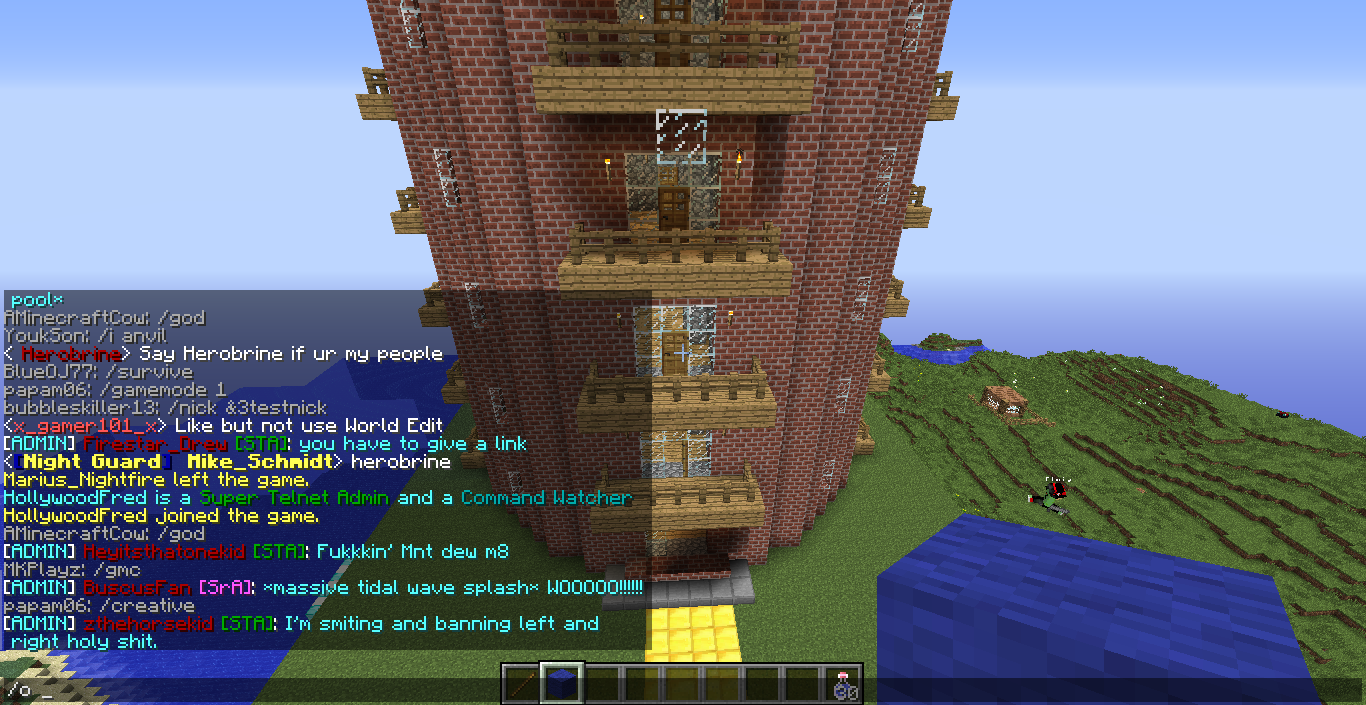 pool*
AMinecraftCow: /god
YoukSon: /i anvil
< Herobrine> Say Herobrine if ur my people
BlueOJ77: /survive
papam06: /gamemode 1
bubbleskiller13: /nick &3testnick
<x_gamer101_x> Like but not use World Edit
[ADMIN] Firestar_Drew [STA]: you have to give a link
<[Night Guard] Mike_Schmidt> herobrine
Marius_Nightfire left the game.
HollywoodFred is a Super Telnet Admin and a Command Watcher
HollywoodFred joined the game.
AMinecraftCow: /god
[ADMIN] Heyitsthatonekid [STA]: Fukkkin' Mnt dew m8
MKPlayz: /gmc
[ADMIN] BuscusFan [SrA]: *massive tidal wave splash* WOOOOO!!!!!!
papam06: /creative
[ADMIN] zthehorsekid [STA]: I'm smiting and banning left and
right holy shit.
/o _